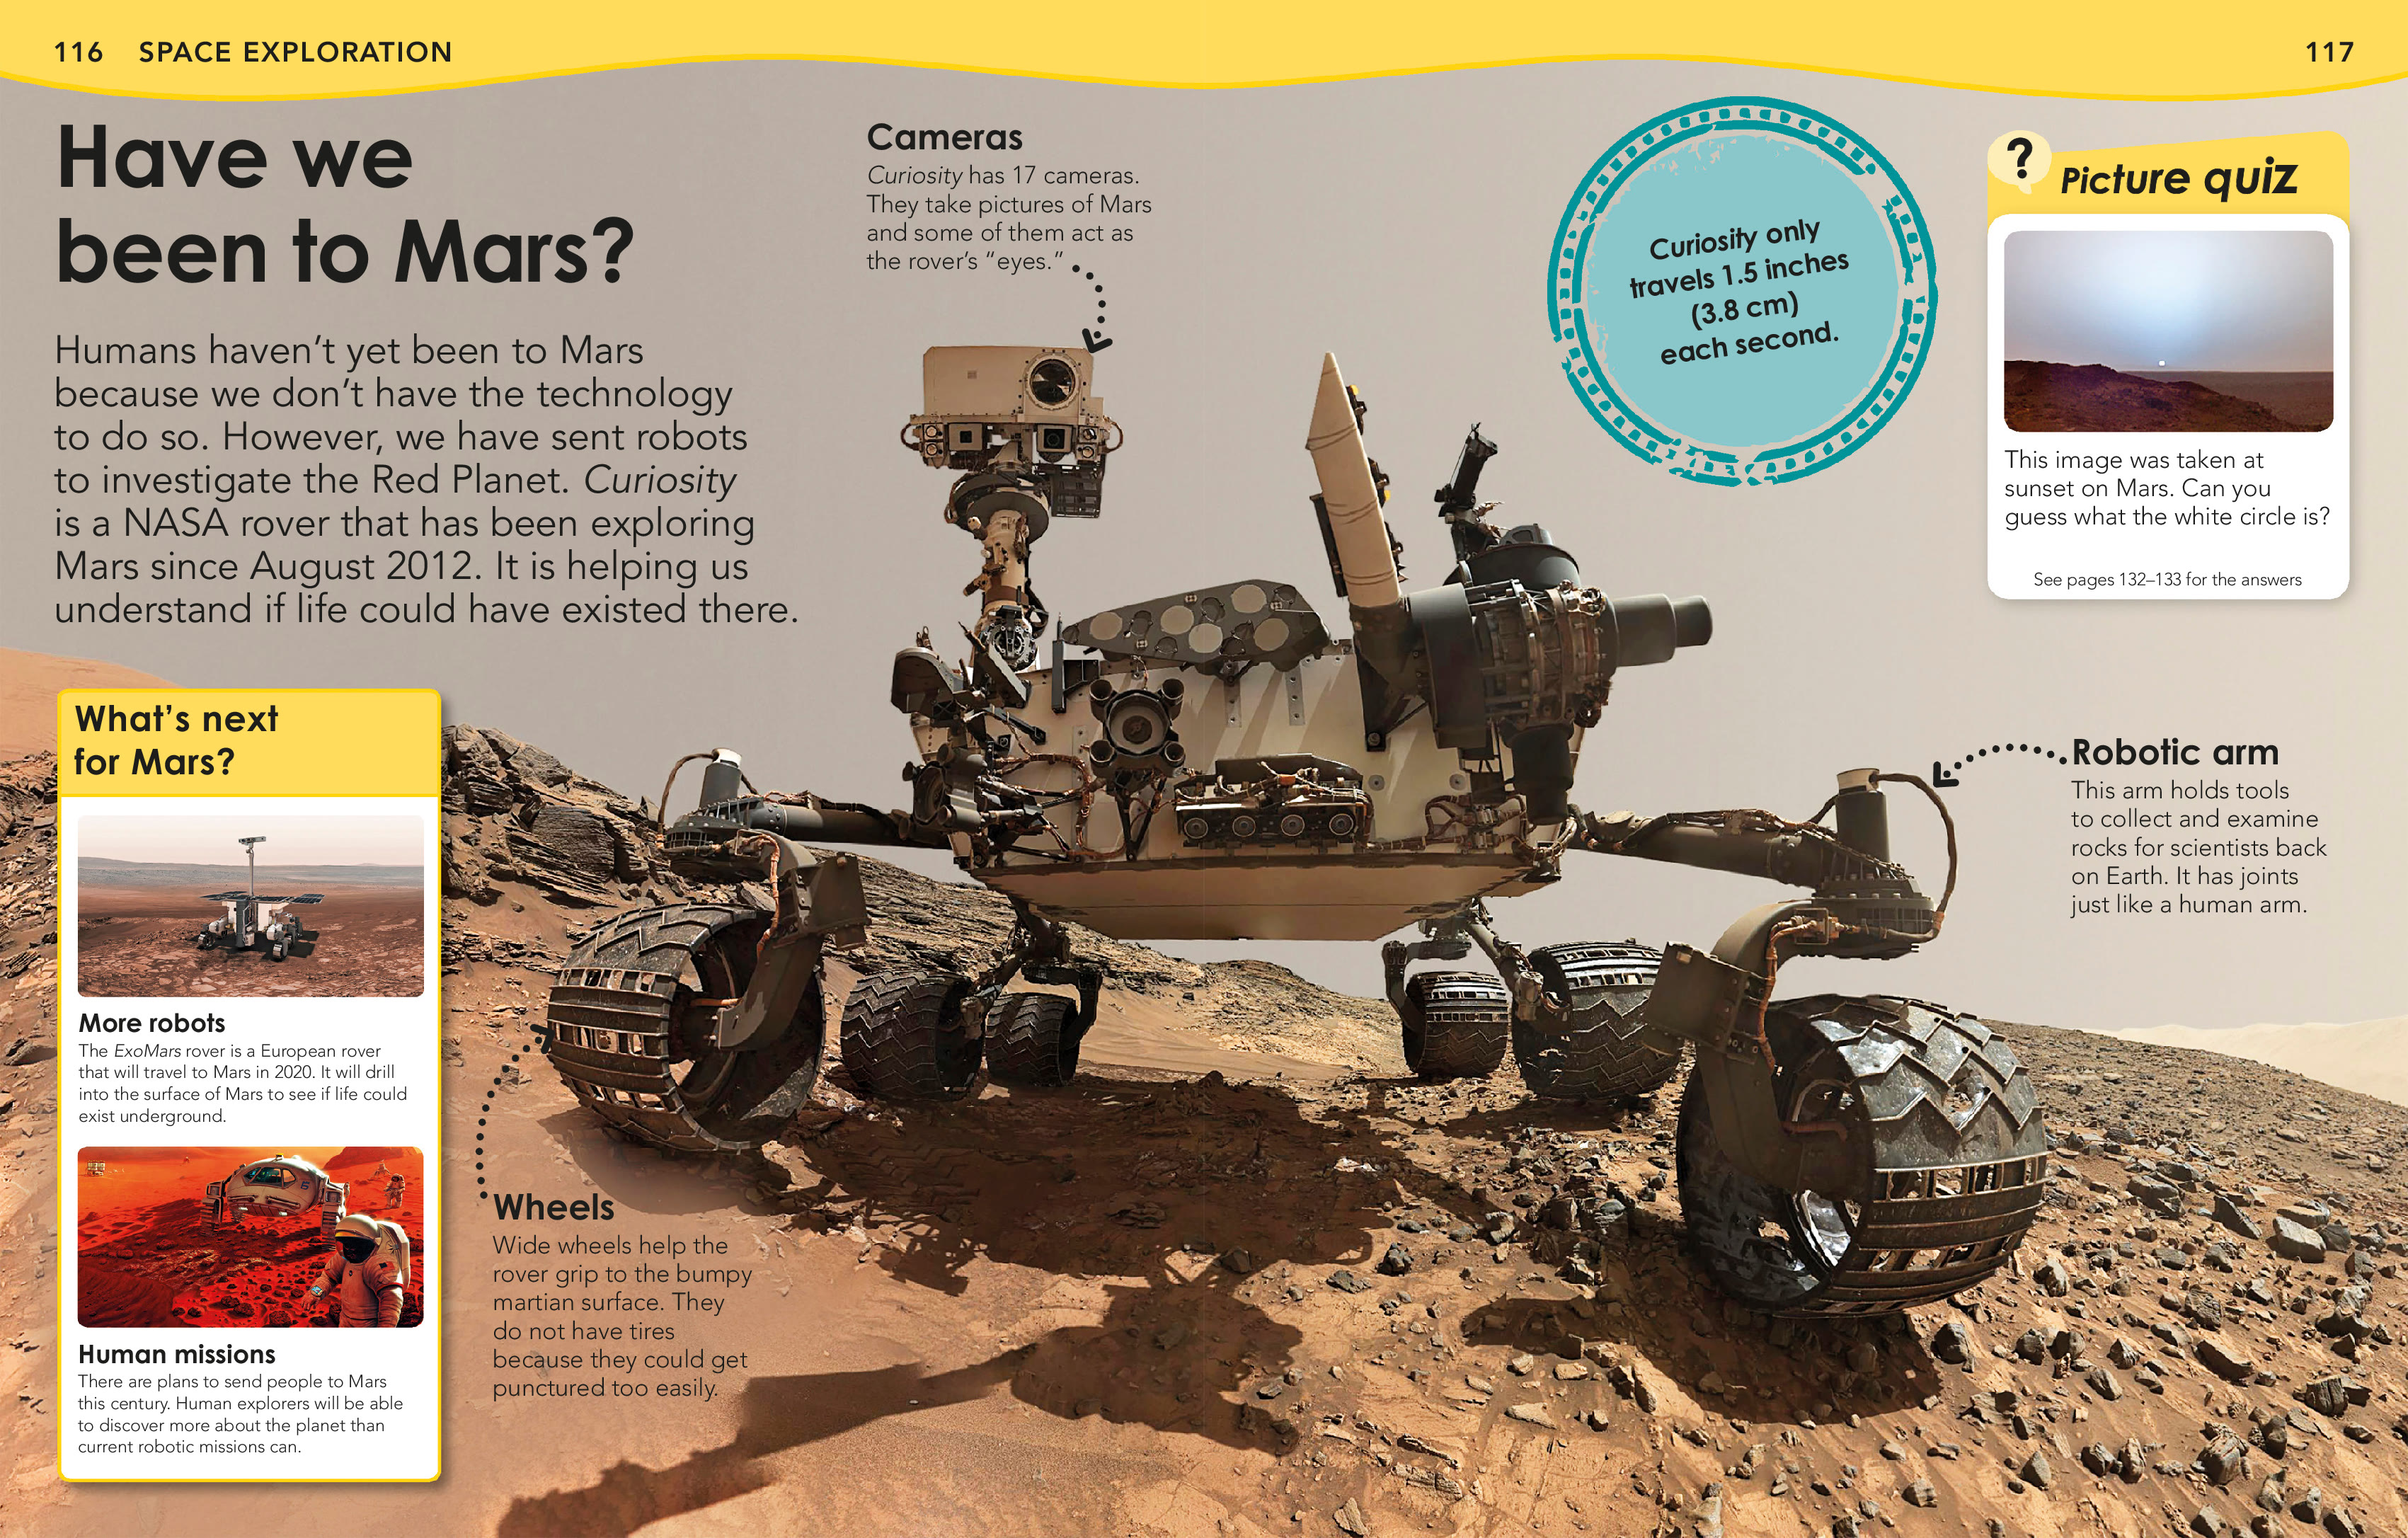 116 SPACE EXPLORATION
117
Have we
been to Mars?
Humans haven’t yet been to Mars
because we don’t have the technology
to do so. However, we have sent robots
to investigate the Red Planet. Curiosity
is a NASA rover that has been exploring
Mars since August 2012. It is helping us
understand if life could have existed there.
Cameras
Curiosity has 17 cameras.
They take pictures of Mars
and some of them act as
the rover’s “eyes.”
Curiosity only
travels 1.5 inches
(3.8 cm)
each second.
?
Picture quiz
This image was taken at
sunset on Mars. Can you
guess what the white circle is?
See pages 132–133 for the answers
What’s next
for Mars?
More robots
The ExoMars rover is a European rover
that will travel to Mars in 2020. It will drill
into the surface of Mars to see if life could
exist underground.
Human missions
There are plans to send people to Mars
this century. Human explorers will be able
to discover more about the planet than
current robotic missions can.
Wheels
Wide wheels help the
rover grip to the bumpy
martian surface. They
do not have tires
because they could get
punctured too easily.
Robotic arm
This arm holds tools
to collect and examine
rocks for scientists back
on Earth. It has joints
just like a human arm.